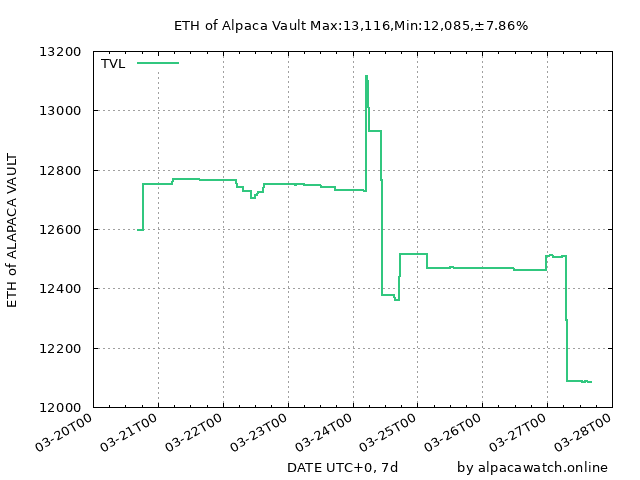 ETH of Alpaca Vault Max:13,116,Min:12,085,±7.86%
13200
TVL
13000
12800
12600
12400
12200
12000
ETH of ALAPACA VAULT
03-20T00
03-21T00
03-22T00
03-23T00
03-24T00
03-25T00
03-26T00
03-27T00
03-28T00
DATE UTC+0, 7d
by alpacawatch.online